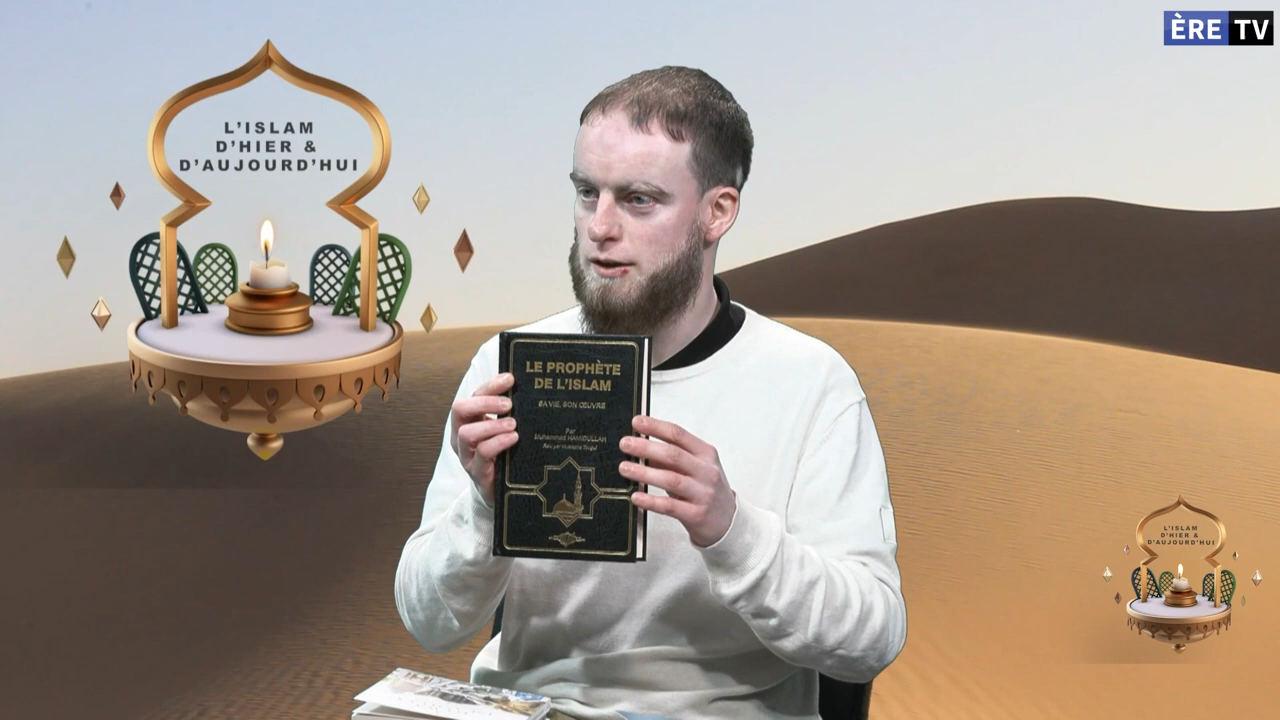 ÈRE TV
L'ISLAM
D'HIER &
D'AUJOURD'HUI
LE PROPHÈTE
DE L'ISLAM
SA VIE, SON ŒUVRE
Par
Muhammad HAMIDULLAH
L'ISLAM
D'HIER &
D'AUJOURD'HUI